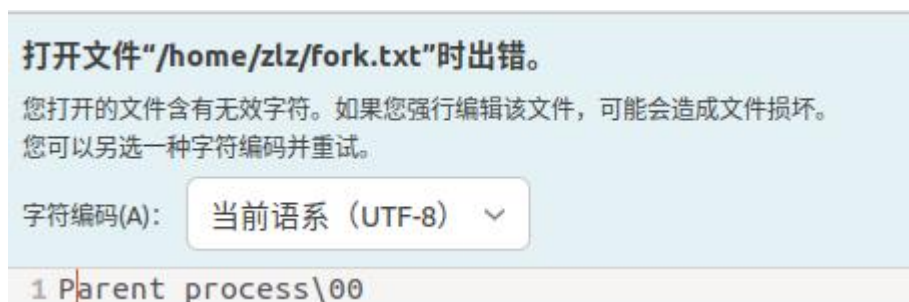 打开文件“/home/zlz/fork.txt”时出错。
您打开的文件含有无效字符。如果您强行编辑该文件，可能会造成文件损坏。
您可以另选一种字符编码并重试。
字符编码(A)： 当前语系（UTF-8）
1 Parent process\00